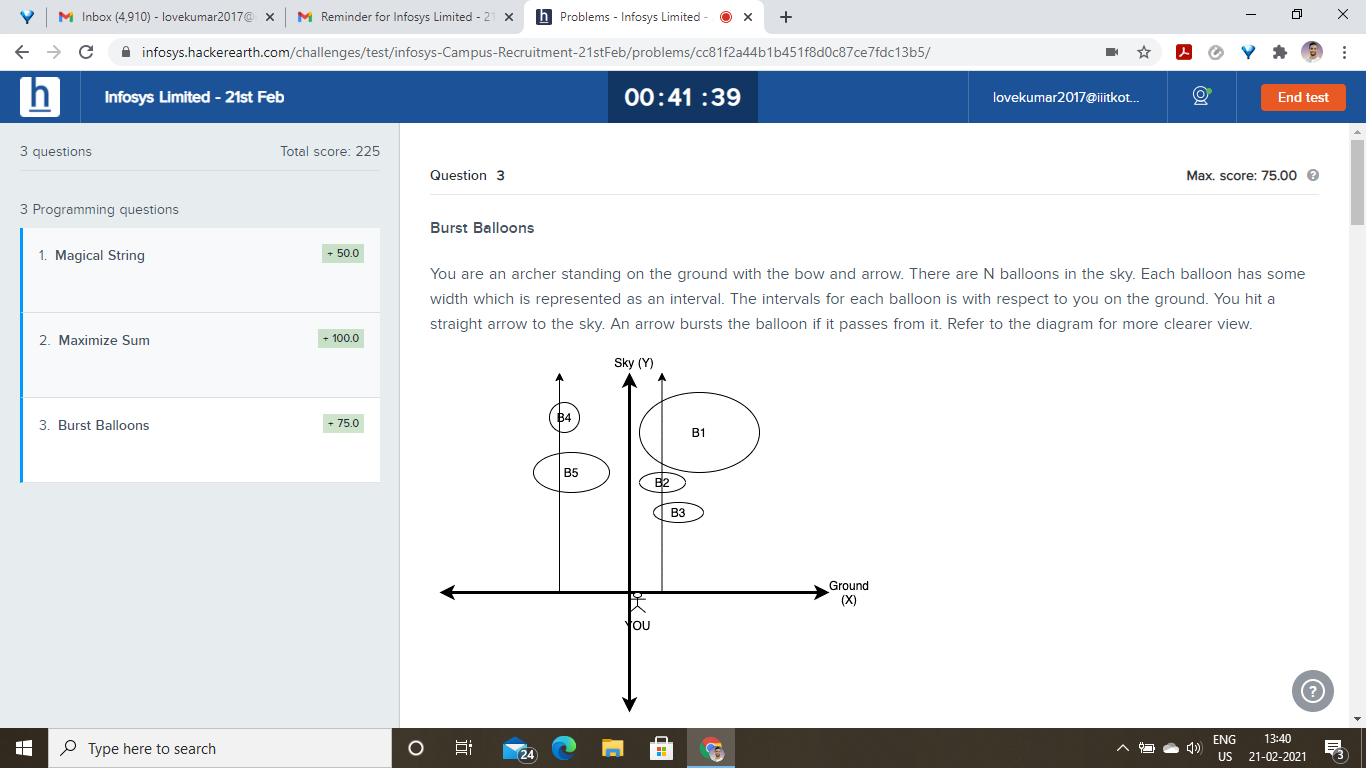 Inbox (4,910) - lovekumar2017@
Reminder for Infosys Limited - 21
Problems - Infosys Limited -
infosys.hackerearth.com/challenges/test/infosys-Campus-Recruitment-21stFeb/problems/cc81f2a44b1b451f8d0c87ce7fdc13b5/
h
Infosys Limited - 21st Feb
00:41 :39
lovekumar2017@iiitkot...
End test
3 questions
Total score: 225
3 Programming questions
1. Magical String
+ 50.0
2. Maximize Sum
+ 100.0
3. Burst Balloons
+ 75.0
Question 3
Max. score: 75.00 ?
Burst Balloons
You are an archer standing on the ground with the bow and arrow. There are N balloons in the sky. Each balloon has some
width which is represented as an interval. The intervals for each balloon is with respect to you on the ground. You hit a
straight arrow to the sky. An arrow bursts the balloon if it passes from it. Refer to the diagram for more clearer view.
Sky (Y)
B4
B1
B5
B2
B3
Ground
(X)
YOU
?
Type here to search
24
ENG
US
13:40
21-02-2021
3